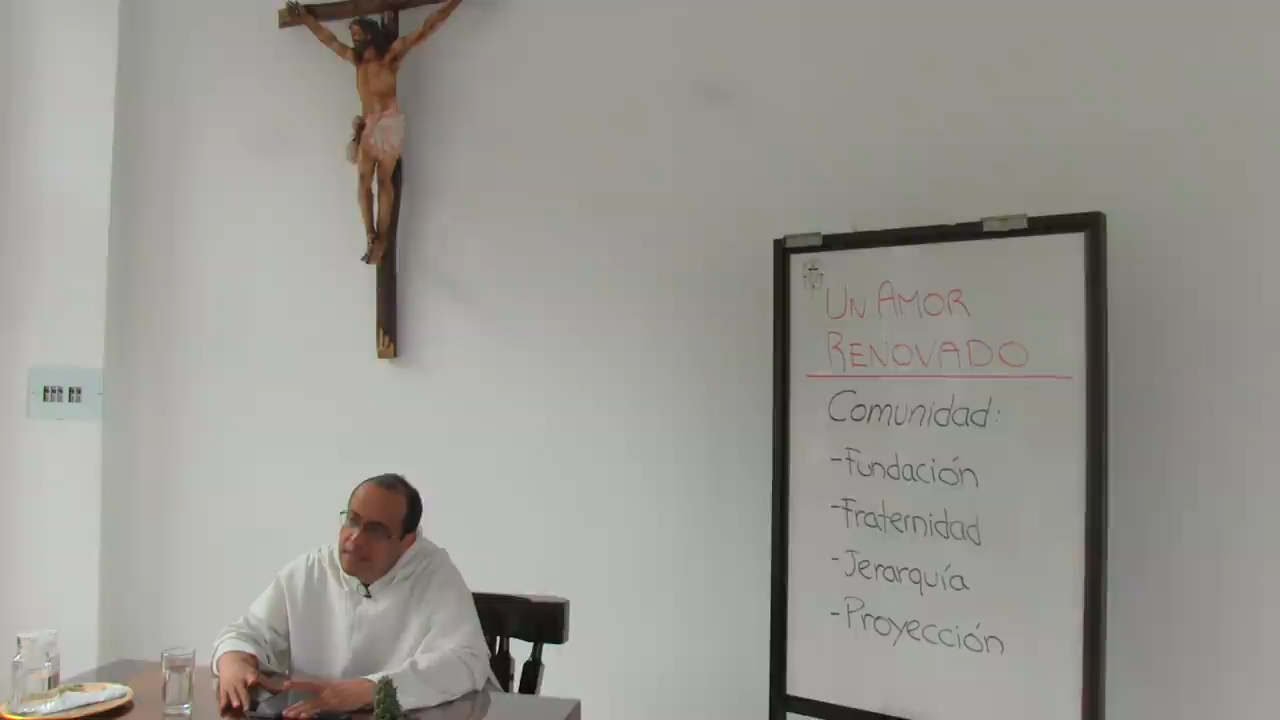 UN AMOR
RENOVADO
Comunidad:
-Fundación
-Fraternidad
-Jerarquía
-Proyección